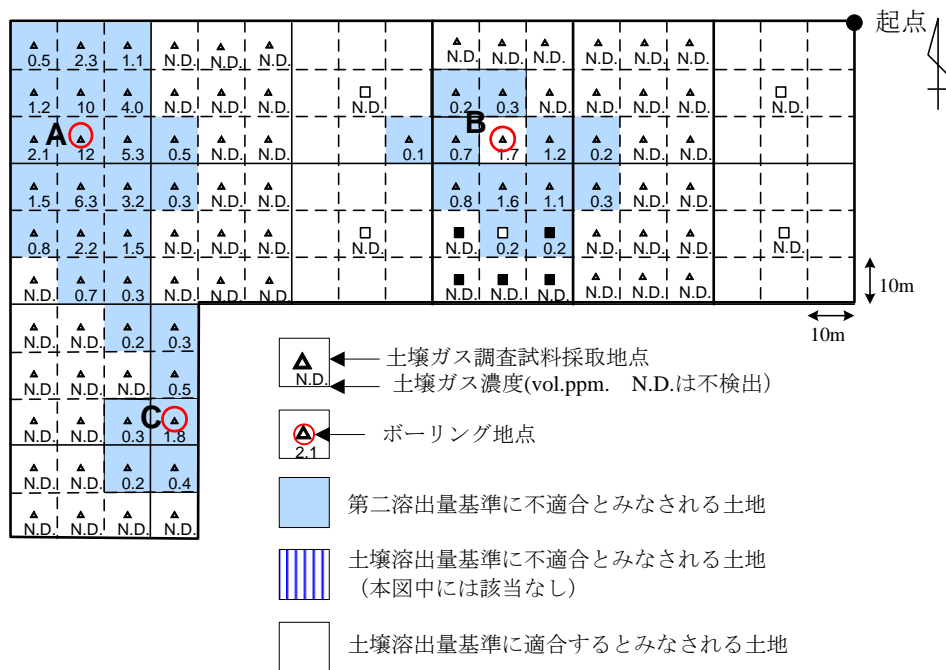 起点
0.5 2.3 1.1 N.D. N.D. N.D. N.D. N.D. N.D. N.D. N.D. N.D.
1.2 10 4.0 N.D. N.D. N.D. N.D. 0.2 0.3 N.D. N.D. N.D. N.D. N.D.
A B
2.1 12 5.3 0.5 N.D. N.D. 0.1 0.7 1.7 1.2 0.2 N.D. N.D.
1.5 6.3 3.2 0.3 N.D. N.D. 0.8 1.6 1.1 0.3 N.D. N.D.
0.8 2.2 1.5 N.D. N.D. N.D. N.D. N.D. 0.2 0.2 N.D. N.D. N.D. N.D.
N.D. 0.7 0.3 N.D. N.D. N.D. N.D. N.D. N.D. N.D. N.D. N.D.
10m
10m
N.D. N.D. 0.2 0.3
N.D. N.D. N.D. 0.5
C
N.D. N.D. 0.3 1.8
N.D. N.D. 0.2 0.4
N.D. N.D. N.D. N.D.
土壌ガス調査試料採取地点
N.D. 土壌ガス濃度(vol.ppm. N.D.は不検出)
ボーリング地点
2.1
第二溶出量基準に不適合とみなされる土地
土壌溶出量基準に不適合とみなされる土地
（本図中には該当なし）
土壌溶出量基準に適合するとみなされる土地